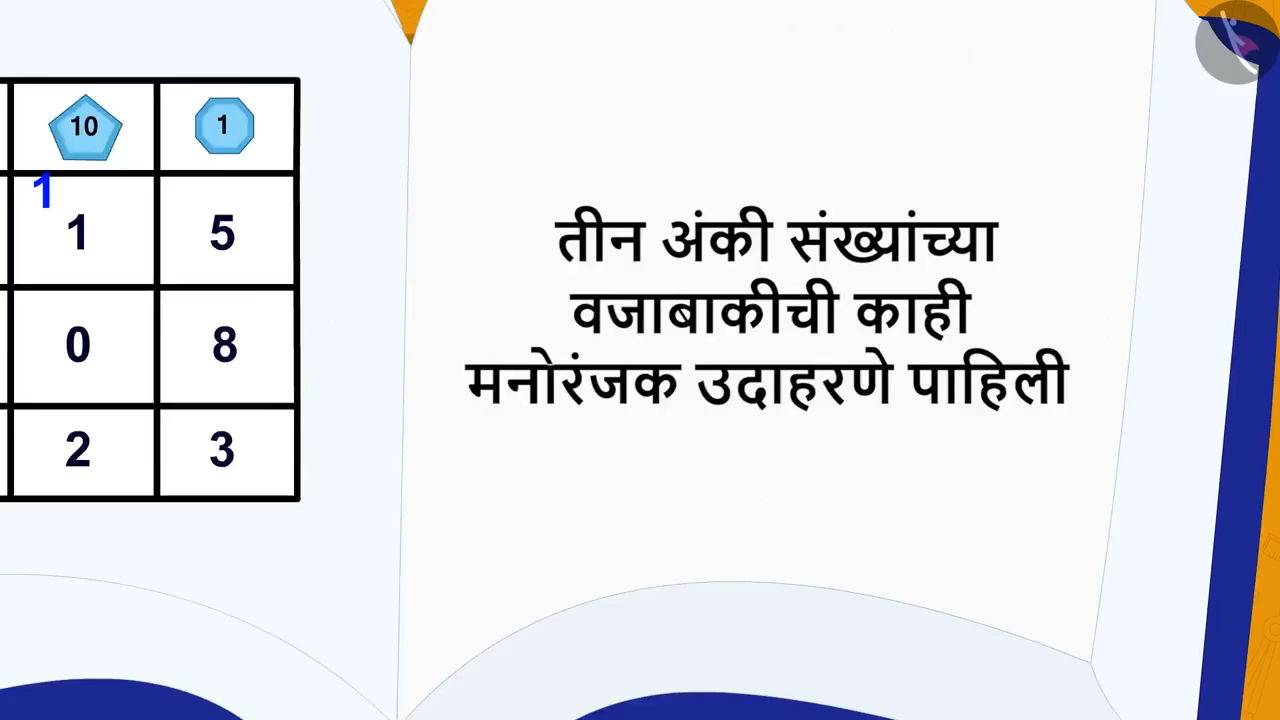 10 1
1
1 5
0 8
2 3
तीन अंकी संख्यांच्या
वजाबाकीची काही
मनोरंजक उदाहरणे पाहिली